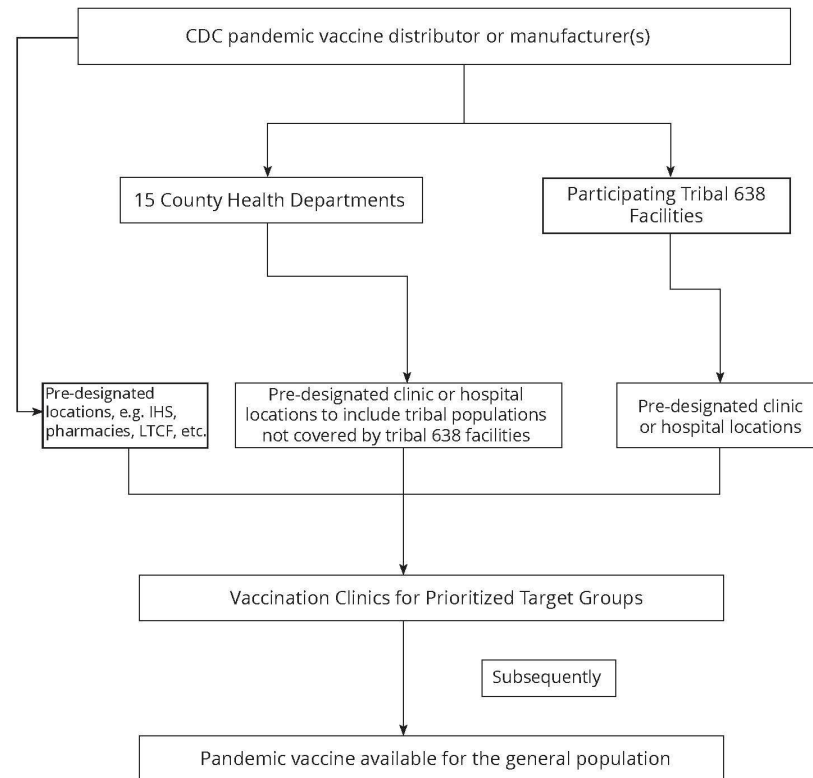 CDC pandemic vaccine distributor or manufacturer(s)
15 County Health Departments
Participating Tribal 638
Facilities
Pre-designated
locations, e.g. IHS,
pharmacies, LTCF, etc.
Pre-designated clinic or hospital
locations to include tribal populations
not covered by tribal 638 facilities
Pre-designated clinic
or hospital locations
Vaccination Clinics for Prioritized Target Groups
Subsequently
Pandemic vaccine available for the general population